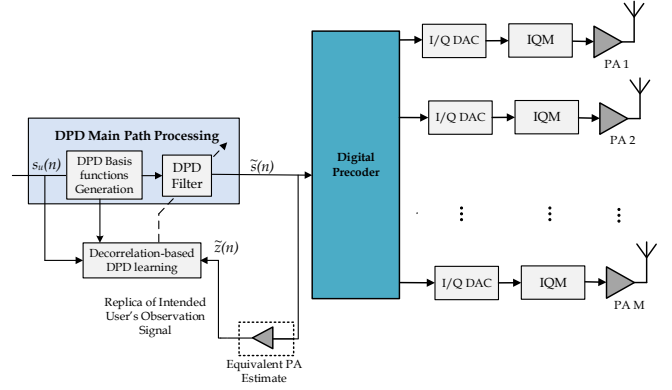 DPD Main Path Processing
s_u(n)
DPD Basis
functions
Generation
DPD
Filter
s̃(n)
Decorrelation-based
DPD learning
z̃(n)
Replica of Intended
User's Observation
Signal
Equivalent PA
Estimate
Digital
Precoder
I/Q DAC
IQM
PA 1
I/Q DAC
IQM
PA 2
I/Q DAC
IQM
PA M